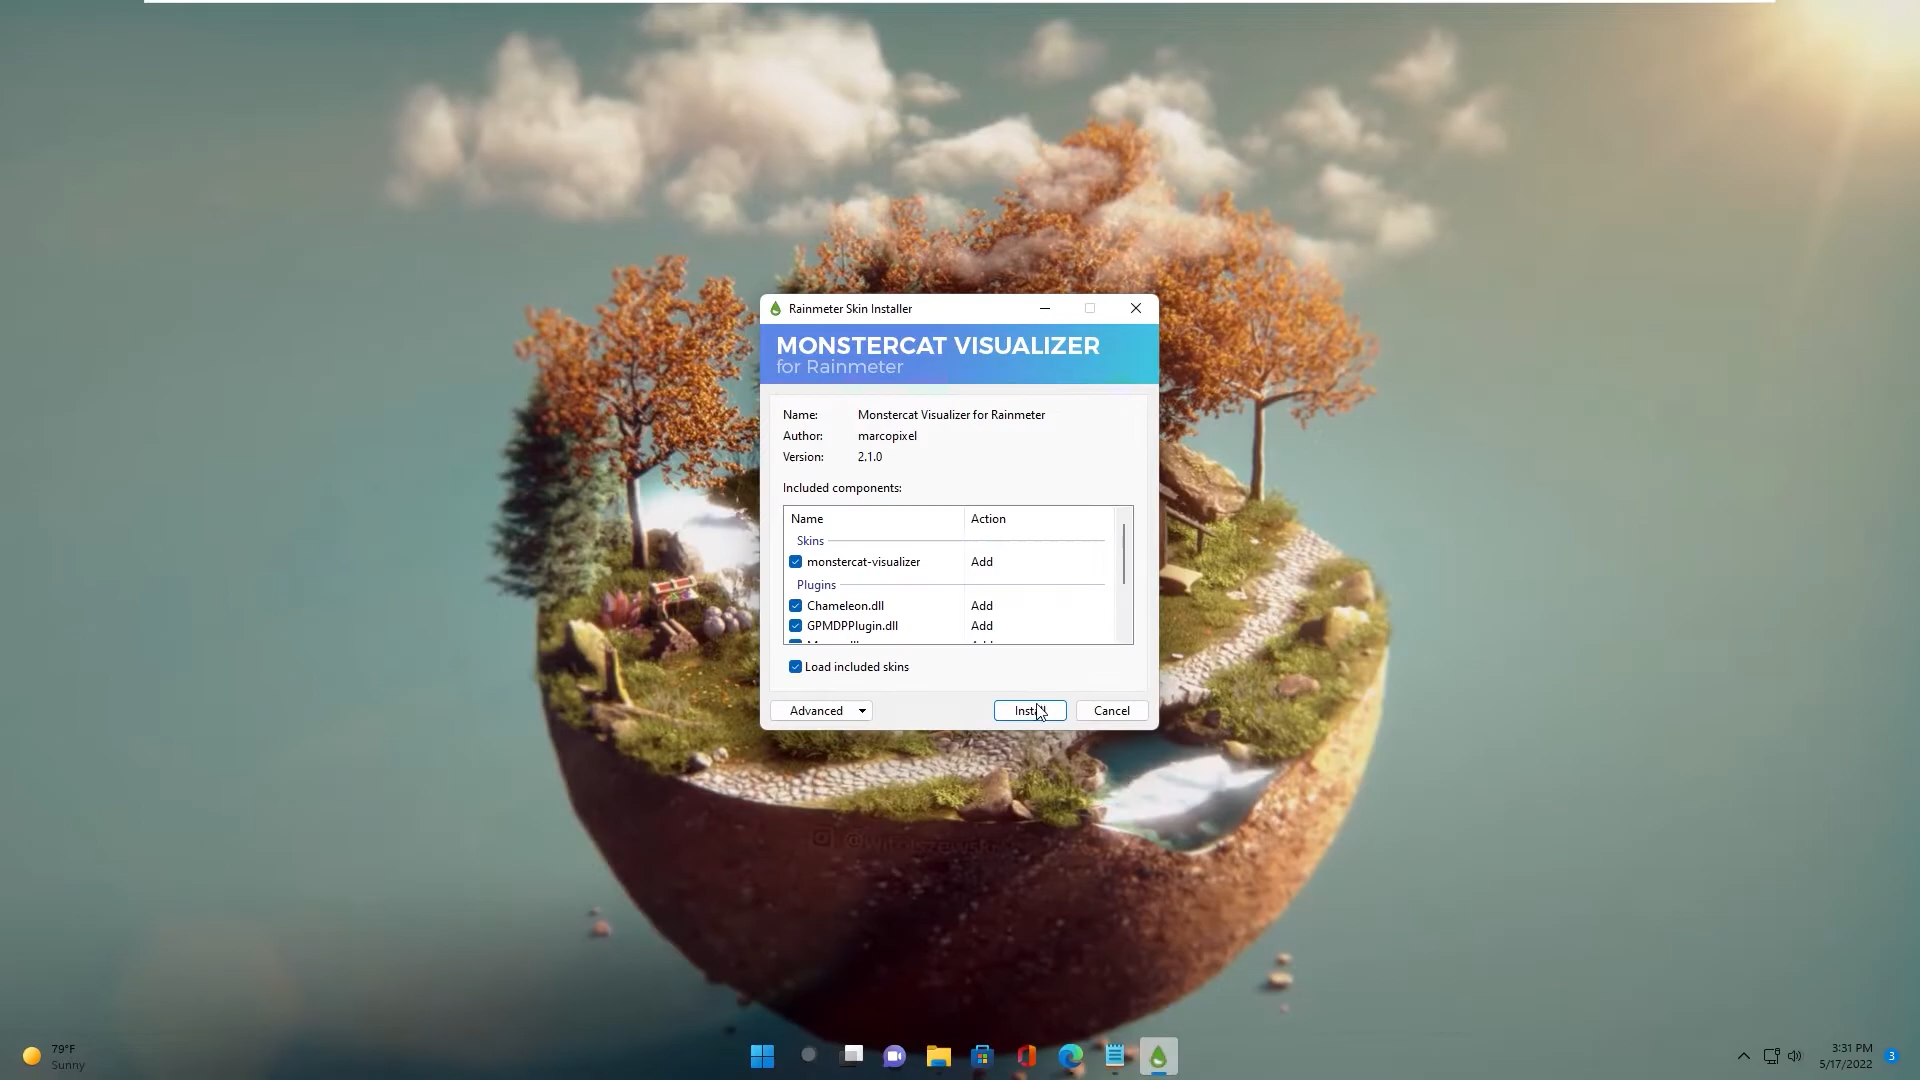 Rainmeter Skin Installer
MONSTERCAT VISUALIZER
for Rainmeter
Name: Monstercat Visualizer for Rainmeter
Author: marcopixel
Version: 2.1.0
Included components:
Name Action
Skins
monstercat-visualizer Add
Plugins
Chameleon.dll Add
GPMDPPlugin.dll Add
Load included skins
Advanced Install Cancel
79°F
Sunny
3:31 PM
5/17/2022
3